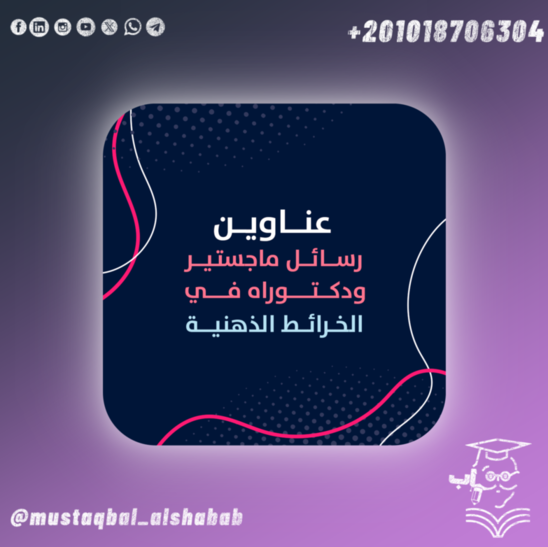 +201018706304
عناوين
رسائل ماجستير
ودكتوراه في
الخرائط الذهنية
@mustaqbal_alshabab